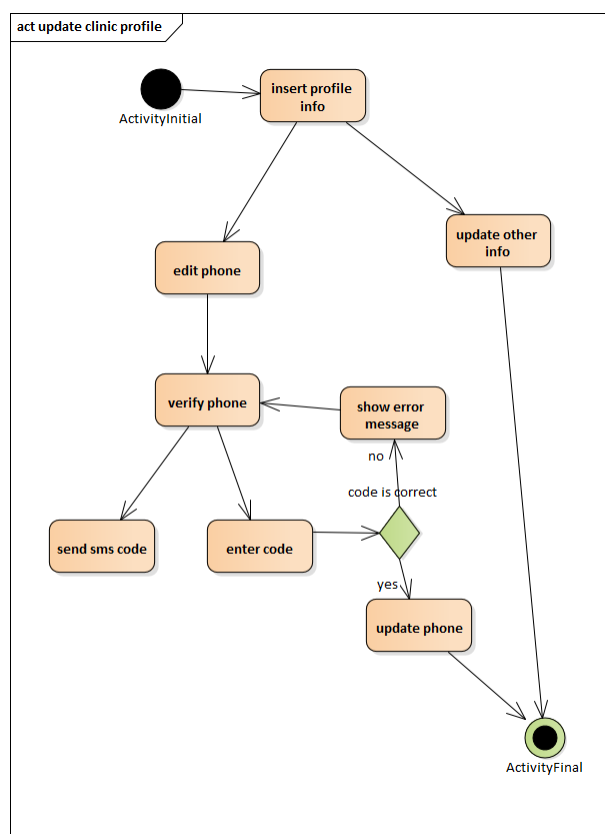 act update clinic profile
ActivityInitial
insert profile
info
update other
info
edit phone
verify phone
show error
message
no
code is correct
send sms code
enter code
yes
update phone
ActivityFinal